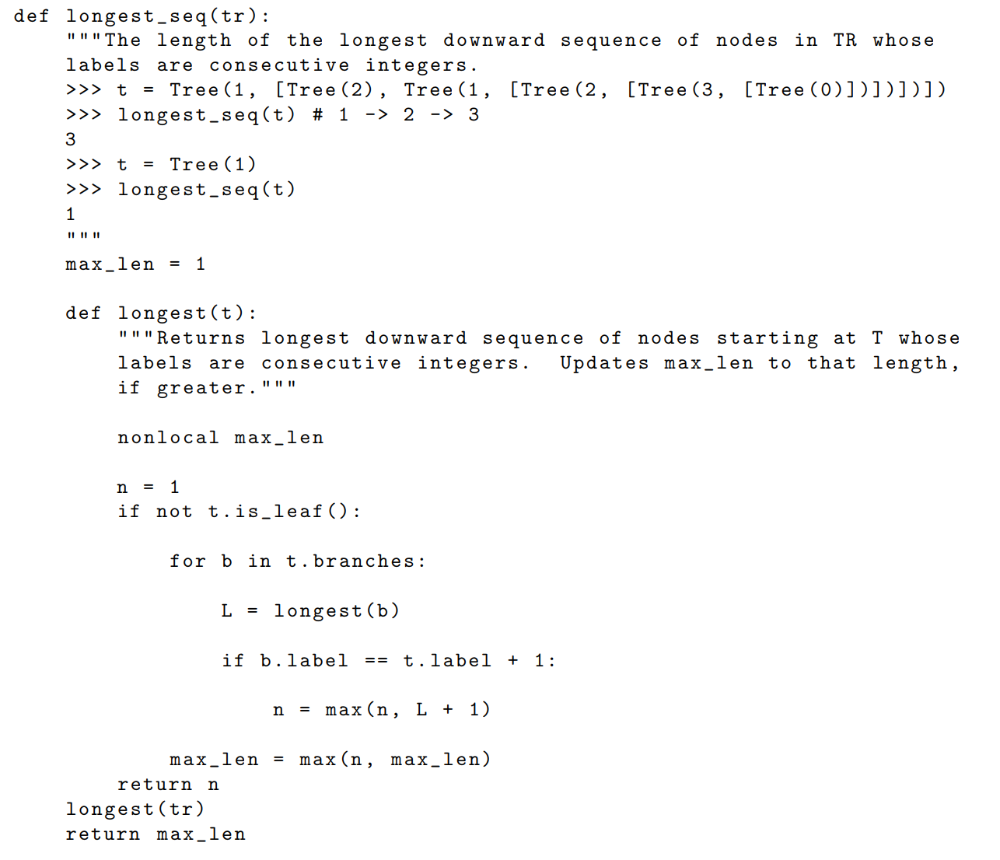 def longest_seq(tr):
    """The length of the longest downward sequence of nodes in TR whose
    labels are consecutive integers.
    >>> t = Tree(1, [Tree(2), Tree(1, [Tree(2, [Tree(3, [Tree(0)])])])])
    >>> longest_seq(t) # 1 -> 2 -> 3
    3
    >>> t = Tree(1)
    >>> longest_seq(t)
    1
    """
    max_len = 1
    def longest(t):
        """Returns longest downward sequence of nodes starting at T whose
        labels are consecutive integers.  Updates max_len to that length,
        if greater."""
        nonlocal max_len
        n = 1
        if not t.is_leaf():
            for b in t.branches:
                L = longest(b)
                if b.label == t.label + 1:
                    n = max(n, L + 1)
            max_len = max(n, max_len)
        return n
    longest(tr)
    return max_len